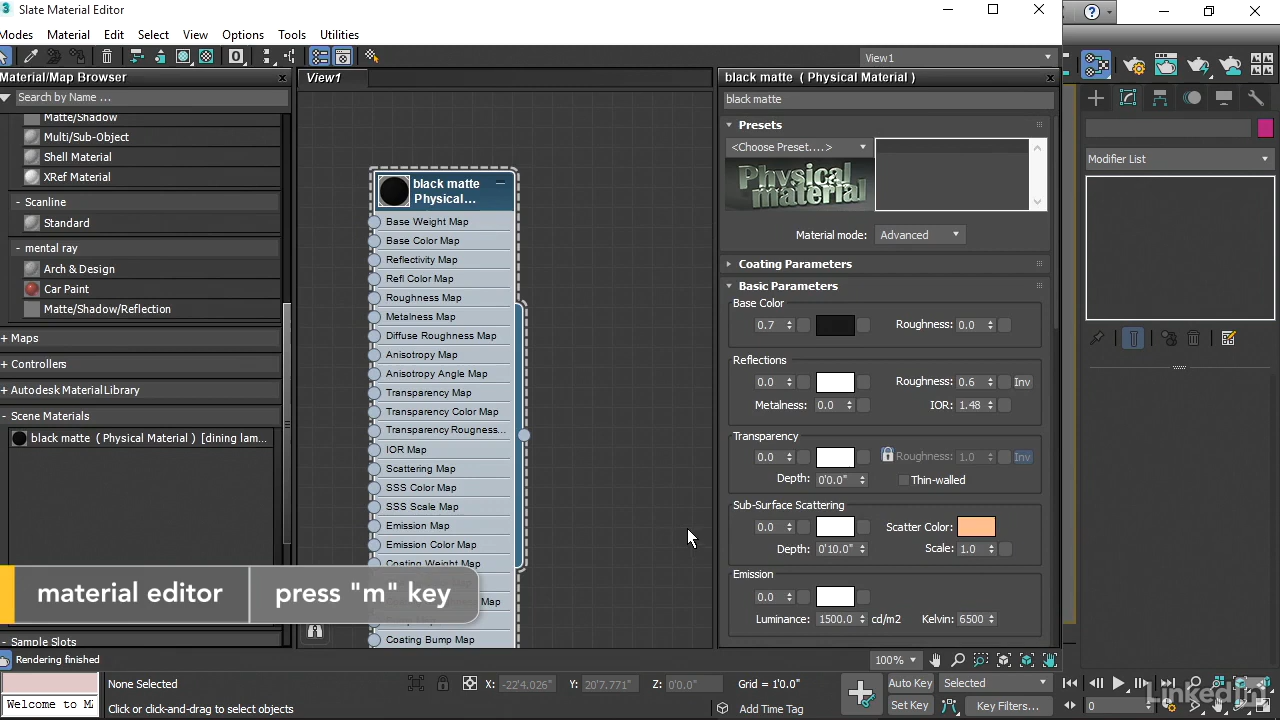 Slate Material Editor
Modes Material Edit Select View Options Tools Utilities
View1
Material/Map Browser
View1
black matte ( Physical Material )
Search by Name ...
black matte
Matte/Shadow
Multi/Sub-Object
Shell Material
XRef Material
- Scanline
Standard
- mental ray
Arch & Design
Car Paint
Matte/Shadow/Reflection
+ Maps
+ Controllers
+ Autodesk Material Library
- Scene Materials
black matte ( Physical Material ) [dining lam...
Sample Slots
black matte
Physical...
Base Weight Map
Base Color Map
Reflectivity Map
Refl Color Map
Roughness Map
Metalness Map
Diffuse Roughness Map
Anisotropy Map
Anisotropy Angle Map
Transparency Map
Transparency Color Map
Transparency Rougness...
IOR Map
Scattering Map
SSS Color Map
SSS Scale Map
Emission Map
Emission Color Map
Coating Weight Map
Coating Bump Map
material editor press "m" key
Presets
<Choose Preset....>
Physical material
Material mode: Advanced
Coating Parameters
Basic Parameters
Base Color
0.7 Roughness: 0.0
Reflections
0.0 Roughness: 0.6 Inv
Metalness: 0.0 IOR: 1.48
Transparency
0.0 Roughness: 1.0 Inv
Depth: 0'0.0" Thin-walled
Sub-Surface Scattering
0.0 Scatter Color:
Depth: 0'10.0" Scale: 1.0
Emission
0.0
Luminance: 1500.0 cd/m2 Kelvin: 6500
Modifier List
Rendering finished
100%
None Selected
X: -22'4.026" Y: 20'7.771" Z: 0'0.0" Grid = 1'0.0"
Auto Key Selected
Welcome to M
Click or click-and-drag to select objects
Add Time Tag
Set Key Key Filters...
0
LinkedIn